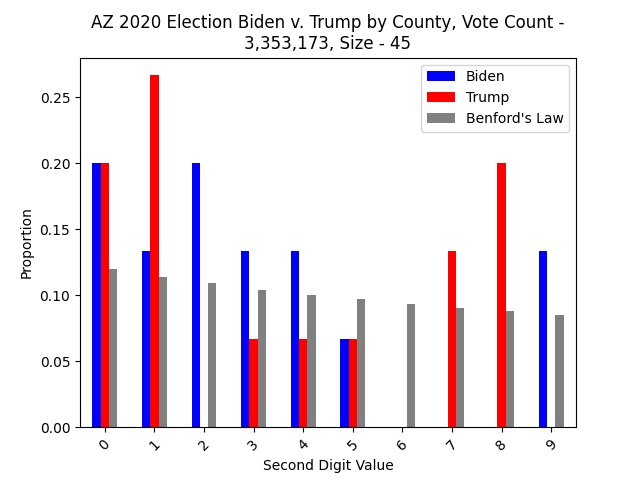 AZ 2020 Election Biden v. Trump by County, Vote Count -
3,353,173, Size - 45
Biden
Trump
Benford's Law
0.25
0.20
0.15
0.10
0.05
0.00
Proportion
0 1 2 3 4 5 6 7 8 9
Second Digit Value